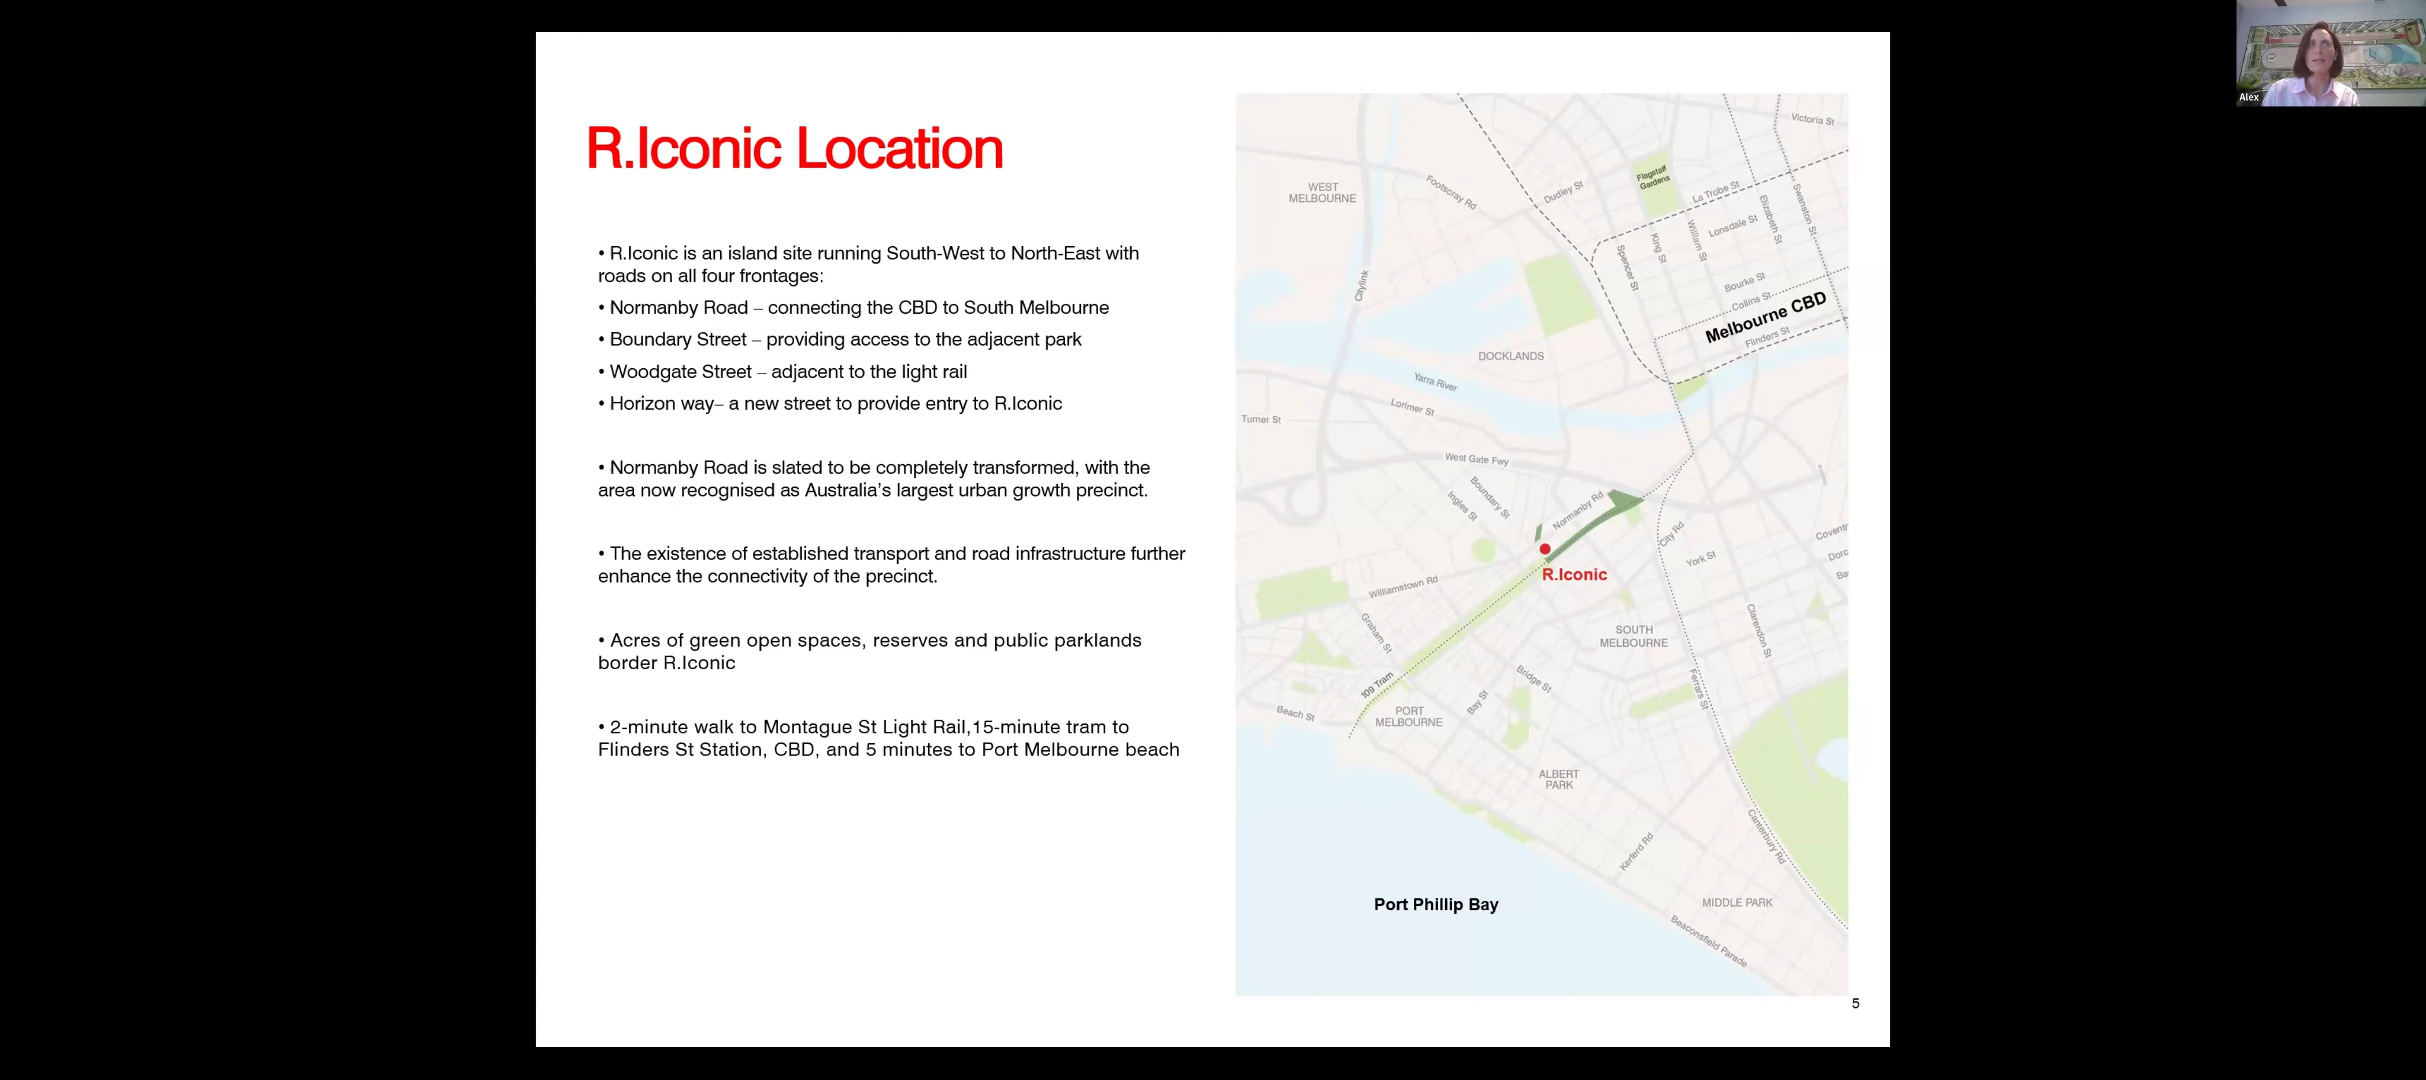 Alex
R.Iconic Location
• R.Iconic is an island site running South-West to North-East with
roads on all four frontages:
• Normanby Road – connecting the CBD to South Melbourne
• Boundary Street – providing access to the adjacent park
• Woodgate Street – adjacent to the light rail
• Horizon way– a new street to provide entry to R.Iconic
• Normanby Road is slated to be completely transformed, with the
area now recognised as Australia's largest urban growth precinct.
• The existence of established transport and road infrastructure further
enhance the connectivity of the precinct.
• Acres of green open spaces, reserves and public parklands
border R.Iconic
• 2-minute walk to Montague St Light Rail,15-minute tram to
Flinders St Station, CBD, and 5 minutes to Port Melbourne beach
Victoria St
WEST
MELBOURNE
Footscray Rd
Dudley St
Flagstaff
Gardens
La Trobe St
Swanston St
Elizabeth St
Lonsdale St
William St
King St
Spencer St
Citylink
Bourke St
Collins St
Melbourne CBD
Flinders St
DOCKLANDS
Yarra River
Lorimer St
Turner St
West Gate Fwy
Boundary St
Ingles St
Normanby Rd
City Rd
Coventr
Dorc
Ba
York St
R.Iconic
Williamstown Rd
Graham St
SOUTH
MELBOURNE
Clarendon St
Bridge St
Ferrars St
109 Tram
Bay St
Beach St
PORT
MELBOURNE
ALBERT
PARK
Canterbury Rd
Kerferd Rd
MIDDLE PARK
Port Phillip Bay
Beaconsfield Parade
5